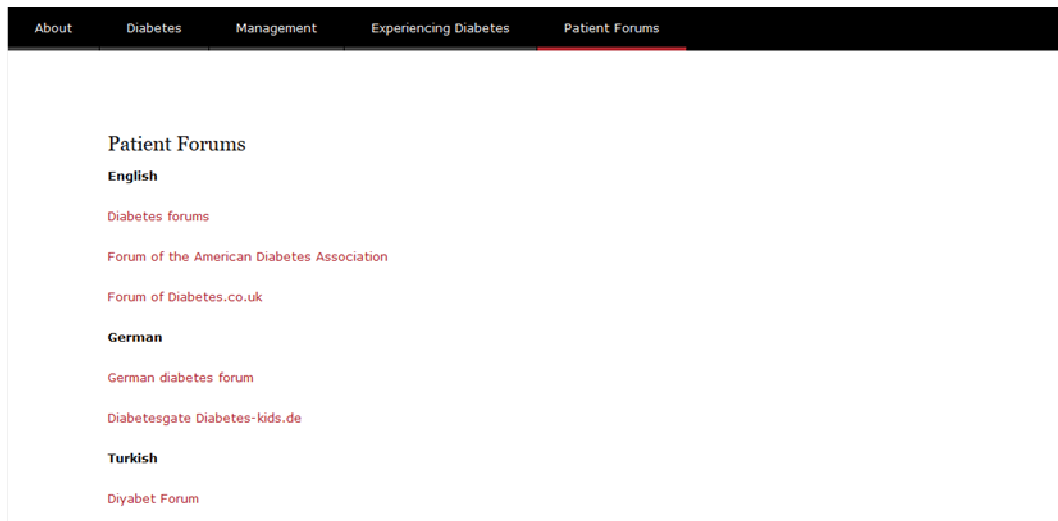 About Diabetes Management Experiencing Diabetes Patient Forums
Patient Forums
English
Diabetes forums
Forum of the American Diabetes Association
Forum of Diabetes.co.uk
German
German diabetes forum
Diabetesgate Diabetes-kids.de
Turkish
Diyabet Forum